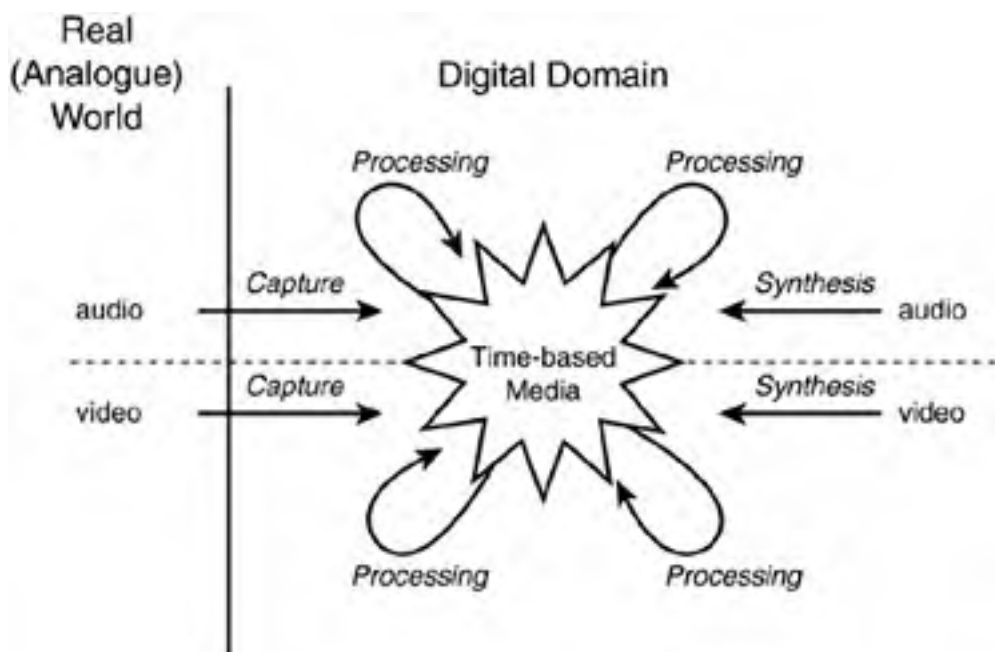 Real
(Analogue)
World
Digital Domain
Processing
Processing
audio
Capture
Synthesis
audio
Time-based
Media
video
Capture
Synthesis
video
Processing
Processing